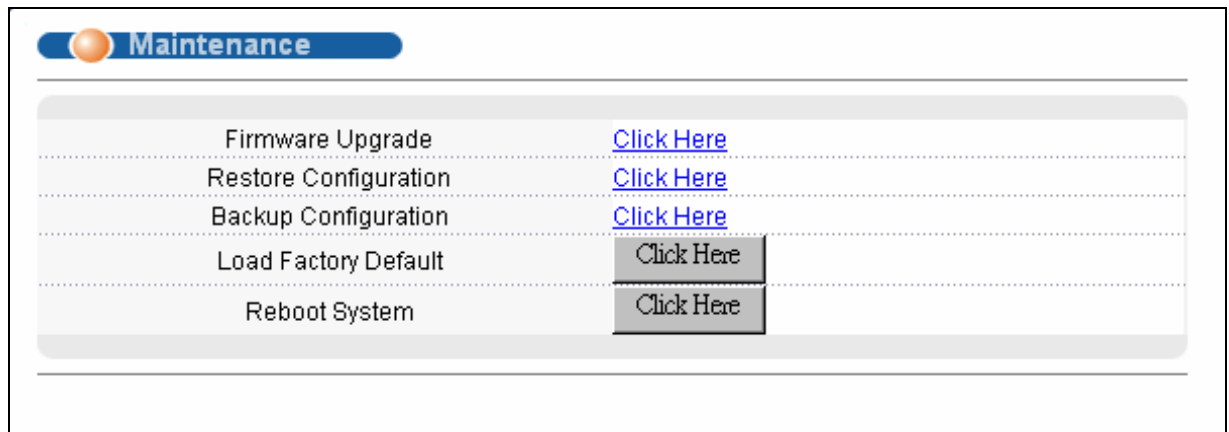 Maintenance
Firmware Upgrade Click Here
Restore Configuration Click Here
Backup Configuration Click Here
Load Factory Default Click Here
Reboot System Click Here